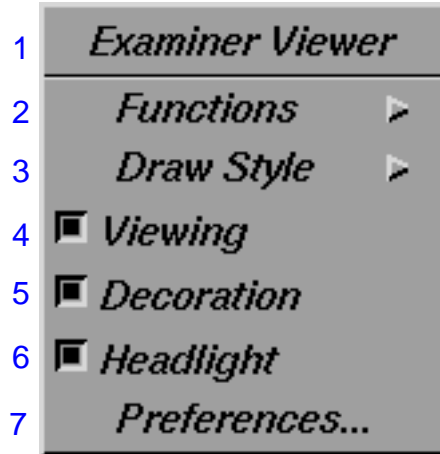 1 Examiner Viewer
2 Functions
3 Draw Style
4 Viewing
5 Decoration
6 Headlight
7 Preferences...